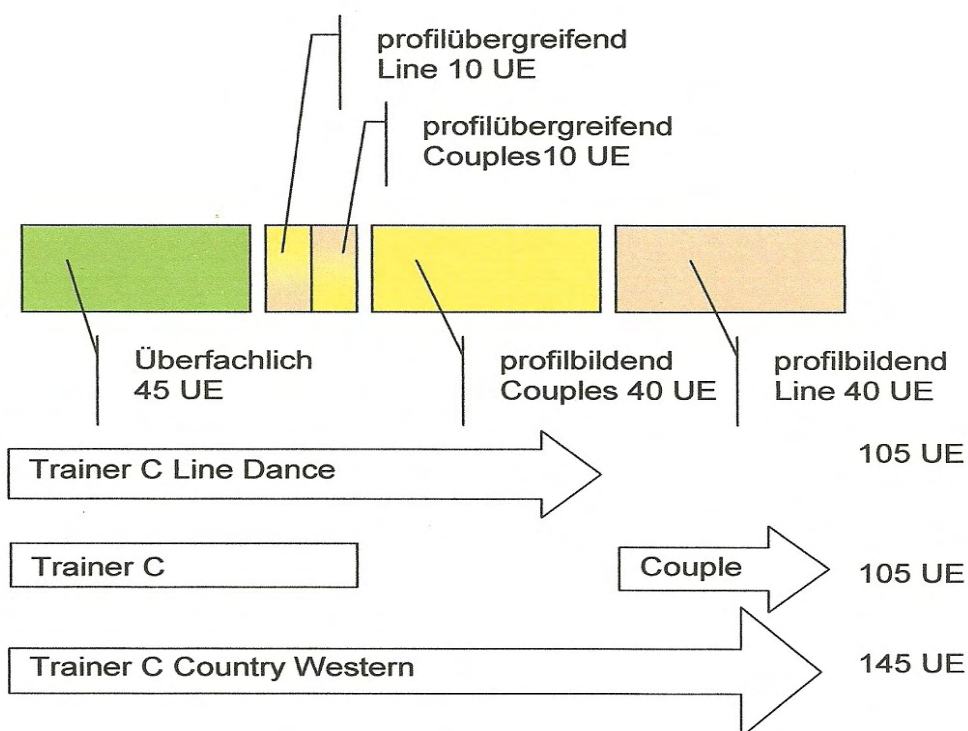 profilübergreifend
Line 10 UE
profilübergreifend
Couples10 UE
Überfachlich
45 UE
profilbildend
Couples 40 UE
profilbildend
Line 40 UE
Trainer C Line Dance
105 UE
Trainer C
Couple
105 UE
Trainer C Country Western
145 UE